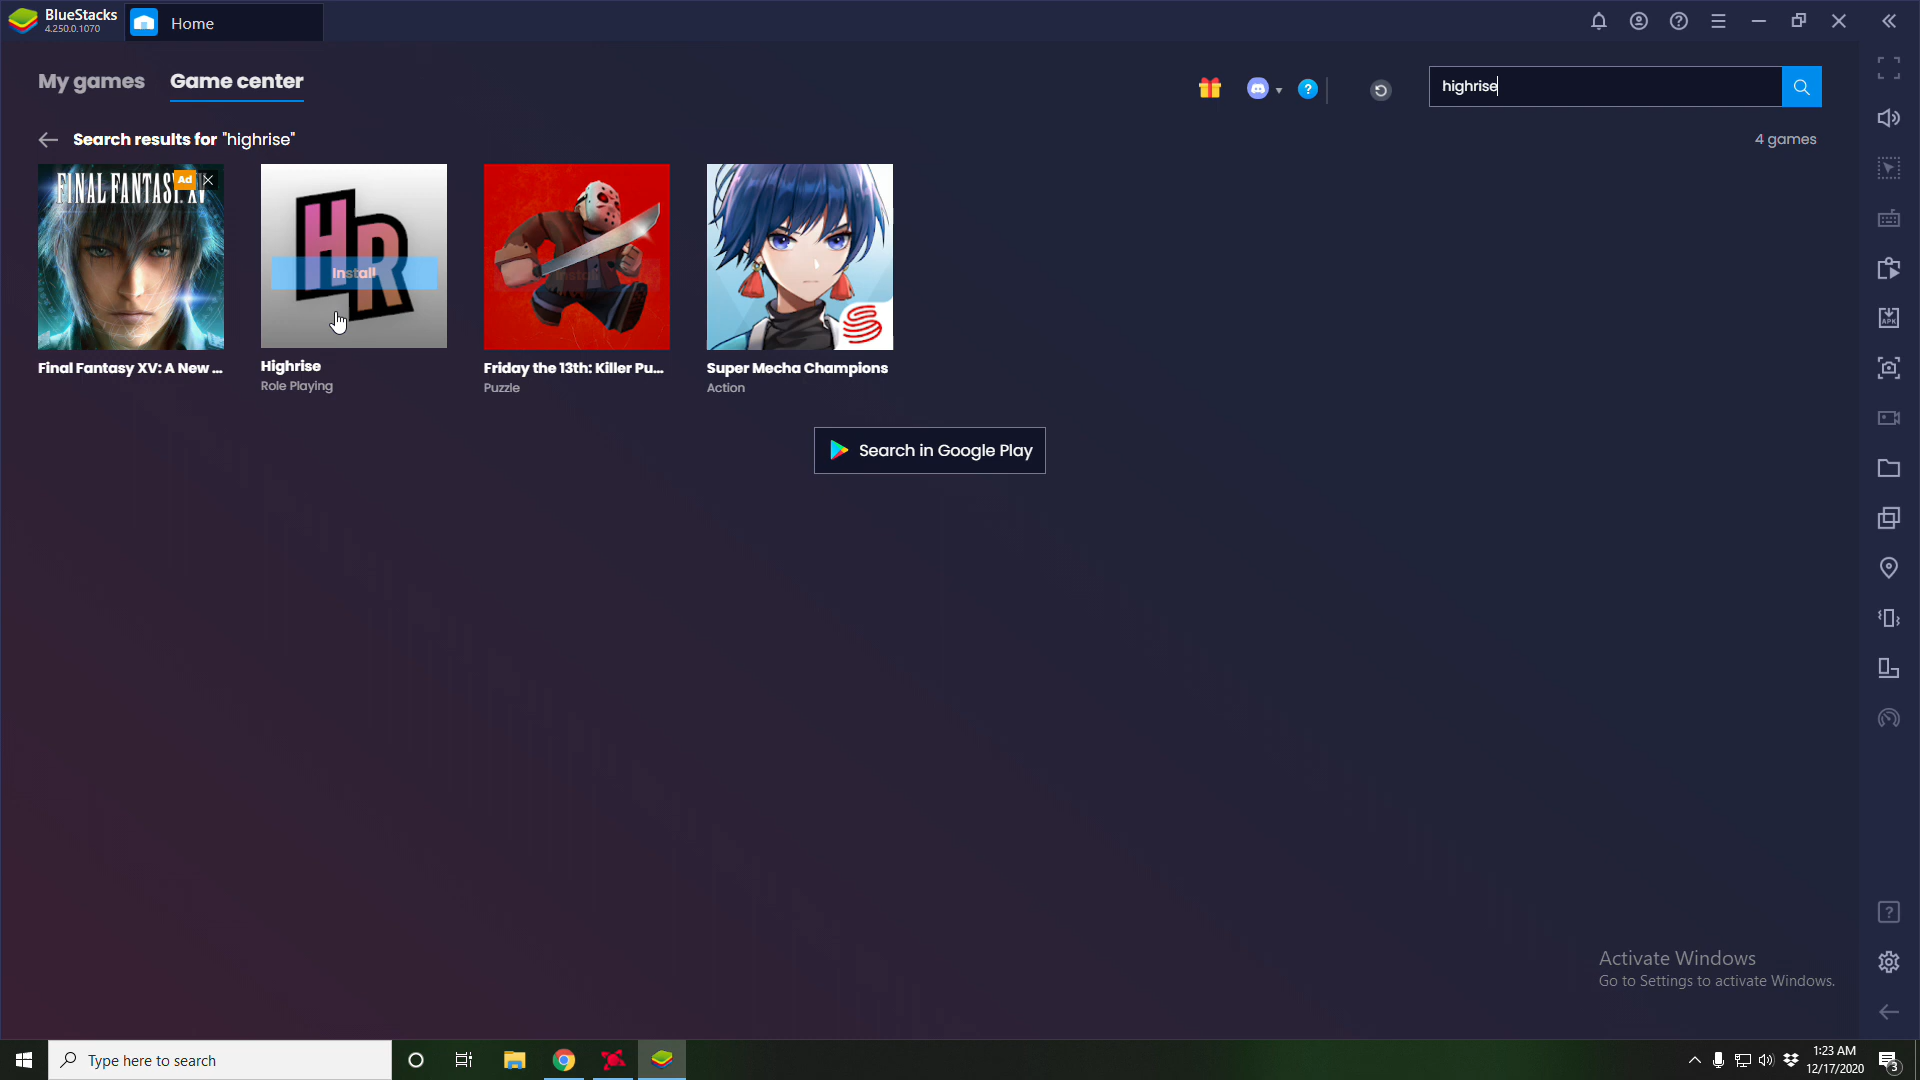 BlueStacks
4.250.0.1070
Home
My games
Game center
highrise
Search results for "highrise"
4 games
FINAL FANTASY XV
Ad
HR
Install
Final Fantasy XV: A New ...
Highrise
Role Playing
Friday the 13th: Killer Pu...
Puzzle
Super Mecha Champions
Action
Search in Google Play
APK
Activate Windows
Go to Settings to activate Windows.
Type here to search
1:23 AM
12/17/2020
3